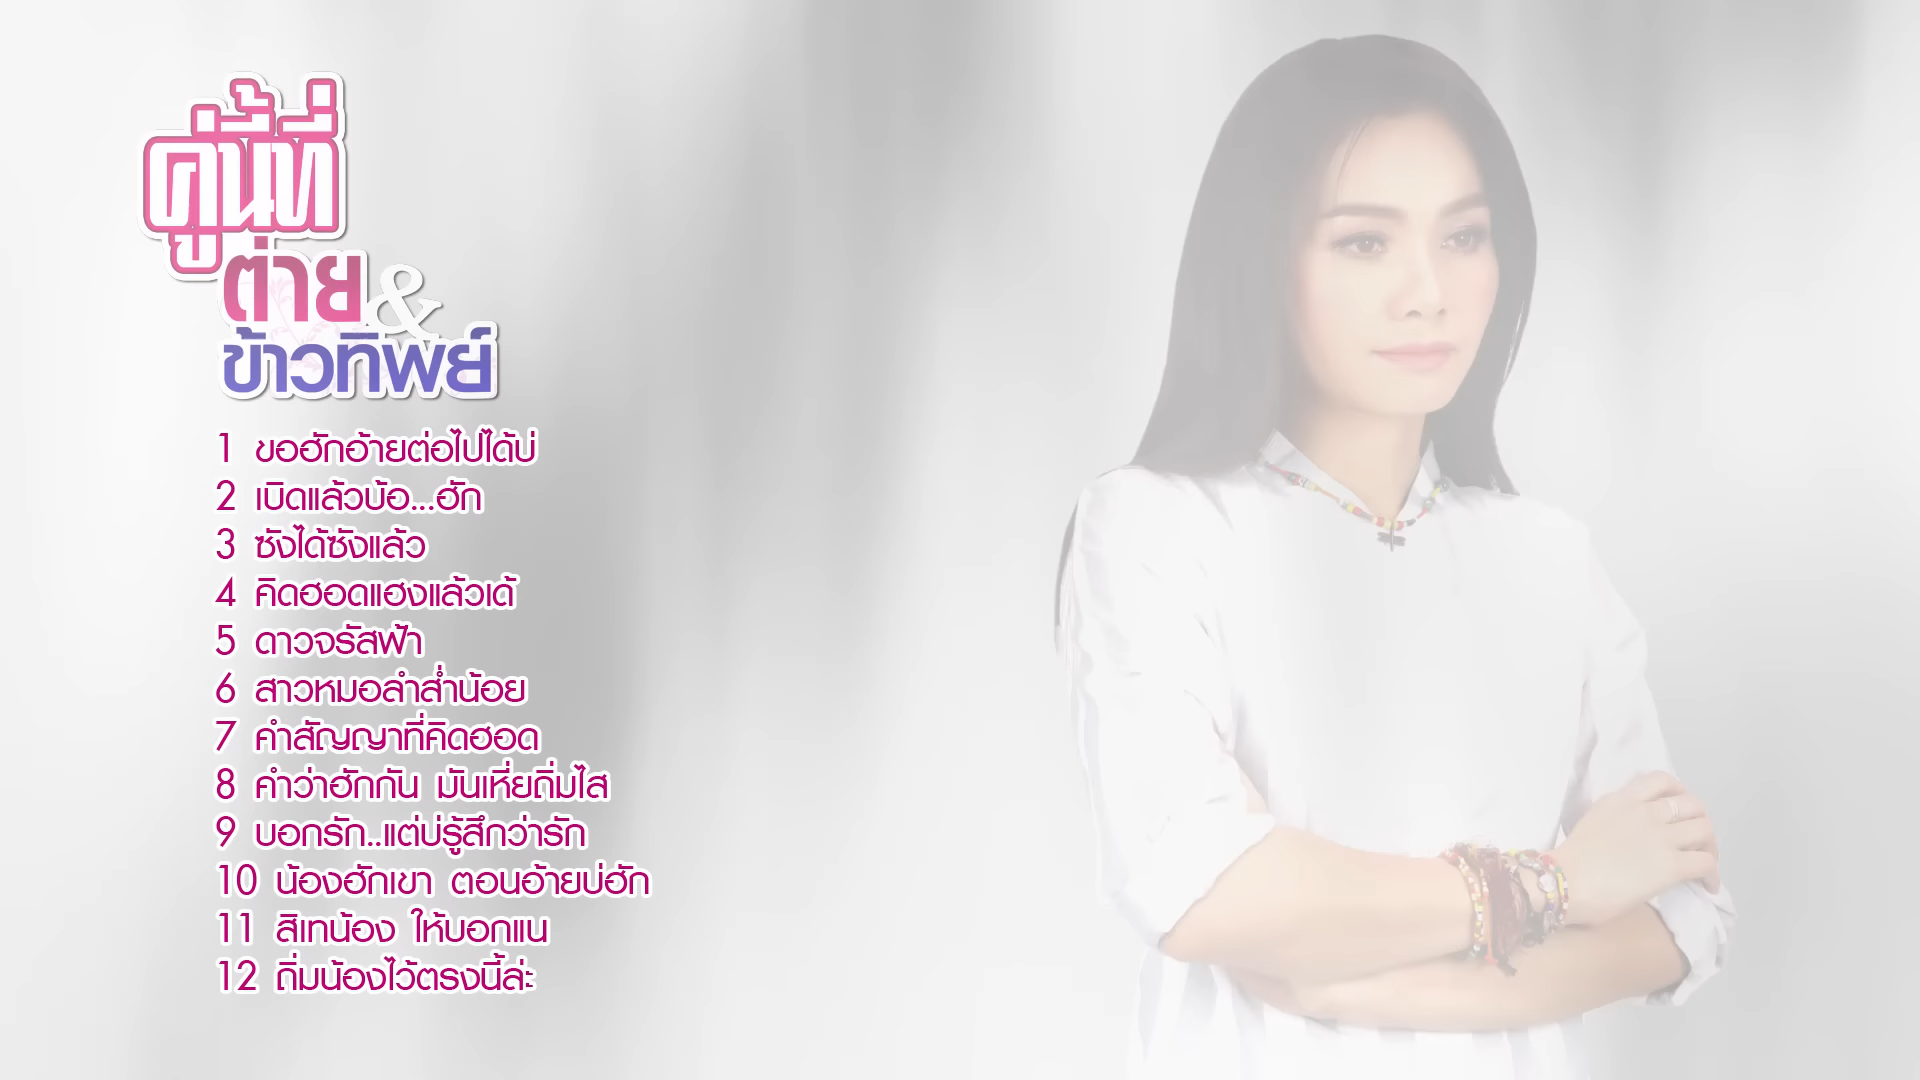 คู่นี้ที่
ต่าย &
ข้าวทิพย์
1 ขอฮักอ้ายต่อไปได้บ่
2 เบิดแล้วบ้อ...ฮัก
3 ซังได้ซังแล้ว
4 คิดฮอดแฮงแล้วเด้
5 ดาวจรัสฟ้า
6 สาวหมอลำส่ำน้อย
7 คำสัญญาที่คิดฮอด
8 คำว่าฮักกัน มันเหี่ยถิ่มไส
9 บอกรัก..แต่บ่รู้สึกว่ารัก
10 น้องฮักเขา ตอนอ้ายบ่ฮัก
11 สิเทน้อง ให้บอกแน
12 ถิ่มน้องไว้ตรงนี้ล่ะ